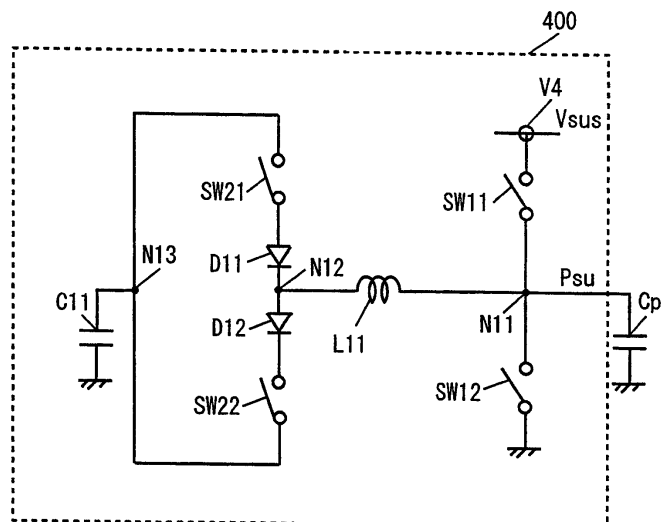 400
V4
Vsus
SW21
SW11
N13
D11
N12
Psu
C11
Cp
D12
L11
N11
SW22
SW12